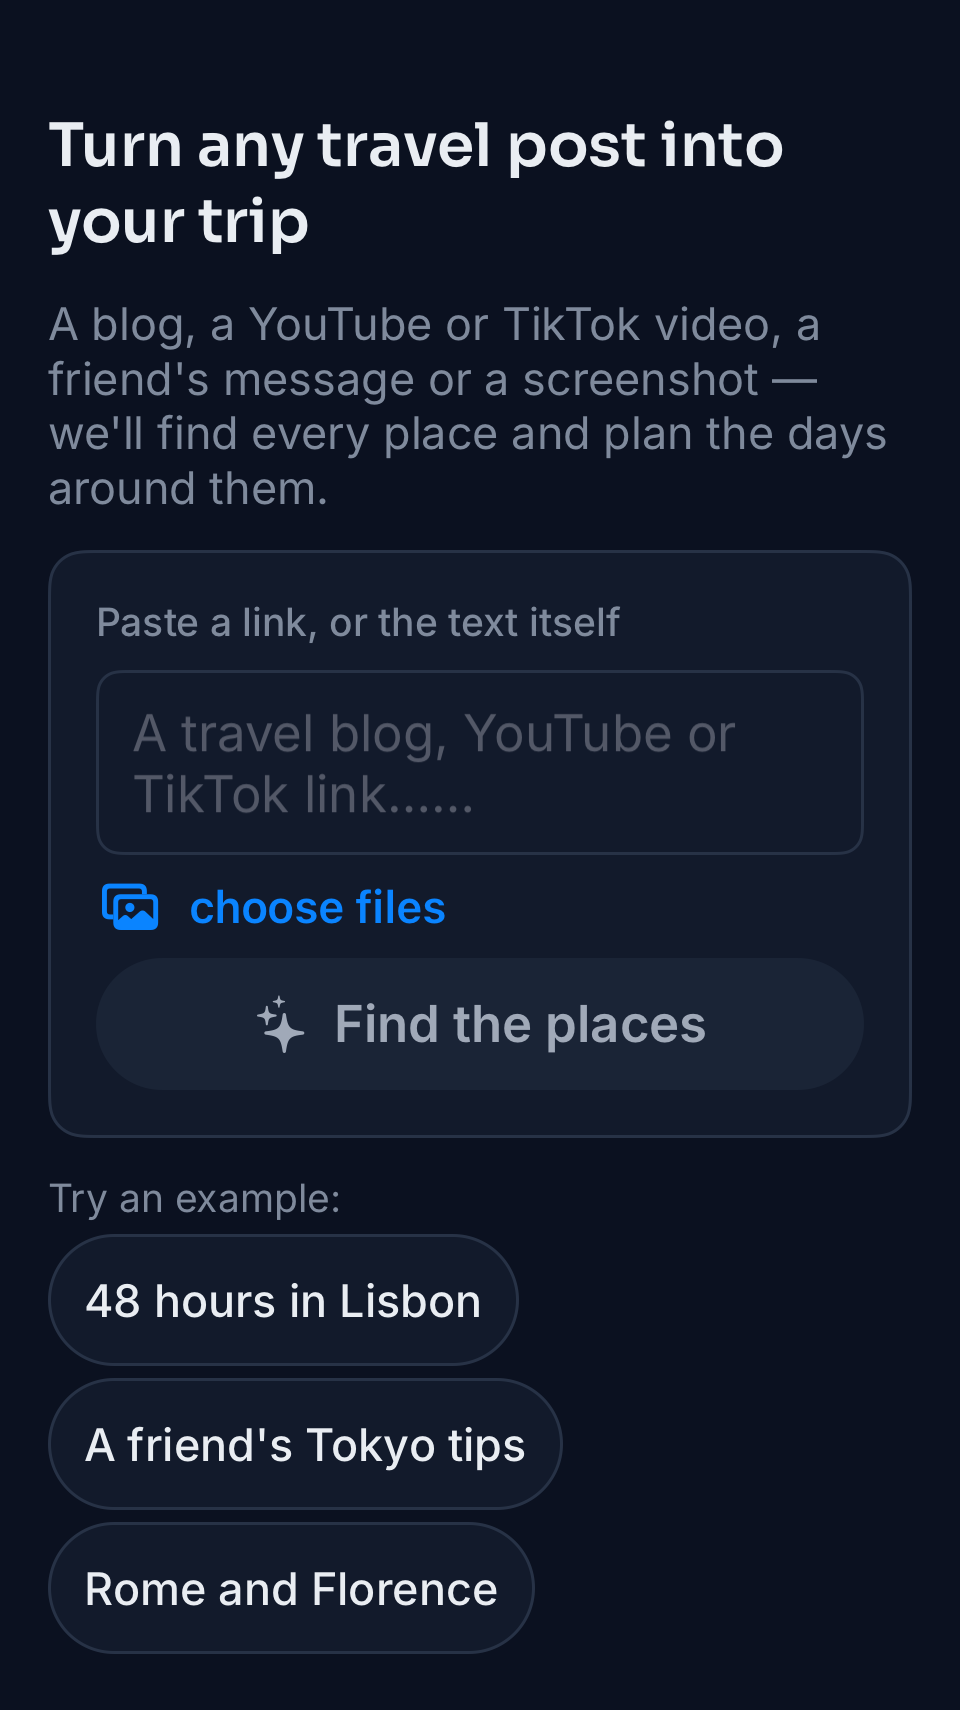 Turn any travel post into
your trip
A blog, a YouTube or TikTok video, a
friend's message or a screenshot —
we'll find every place and plan the days
around them.
Paste a link, or the text itself
A travel blog, YouTube or
TikTok link......
choose files
Find the places
Try an example:
48 hours in Lisbon
A friend's Tokyo tips
Rome and Florence